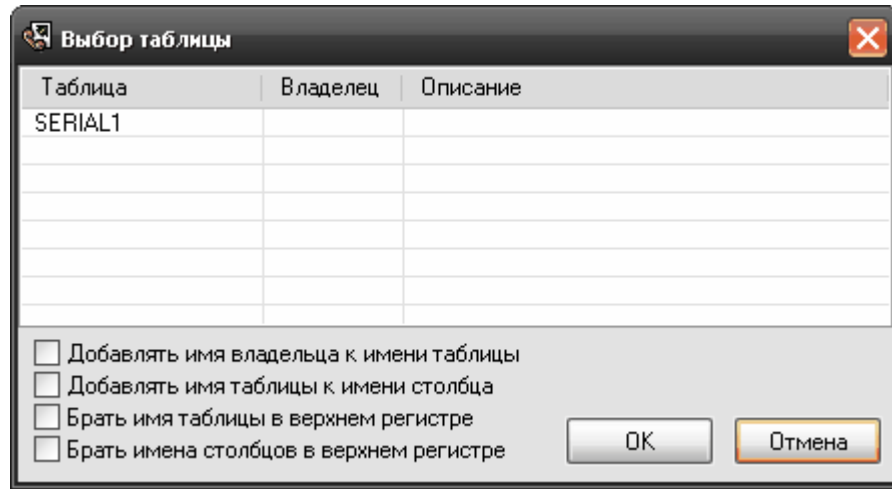 Выбор таблицы
Таблица Владелец Описание
SERIAL1
Добавлять имя владельца к имени таблицы
Добавлять имя таблицы к имени столбца
Брать имя таблицы в верхнем регистре
Брать имена столбцов в верхнем регистре
OK Отмена